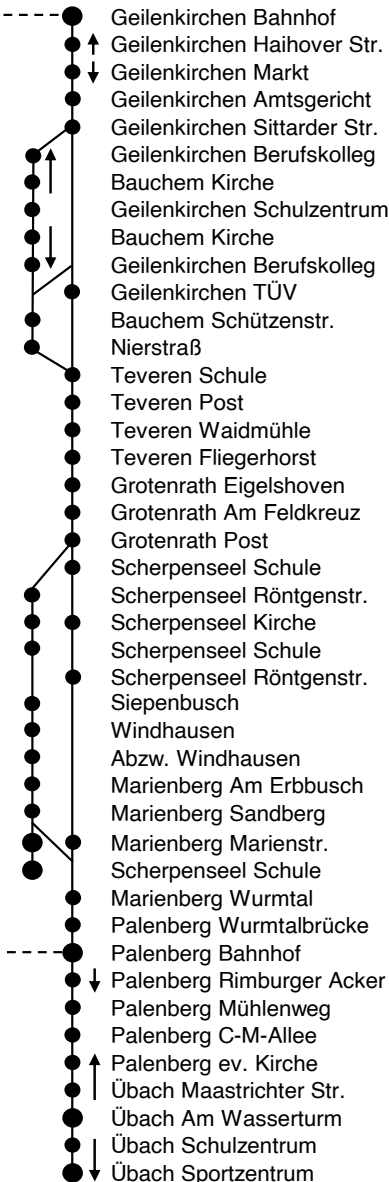 Geilenkirchen Bahnhof
Geilenkirchen Haihover Str.
Geilenkirchen Markt
Geilenkirchen Amtsgericht
Geilenkirchen Sittarder Str.
Geilenkirchen Berufskolleg
Bauchem Kirche
Geilenkirchen Schulzentrum
Bauchem Kirche
Geilenkirchen Berufskolleg
Geilenkirchen TÜV
Bauchem Schützenstr.
Nierstraß
Teveren Schule
Teveren Post
Teveren Waidmühle
Teveren Fliegerhorst
Grotenrath Eigelshoven
Grotenrath Am Feldkreuz
Grotenrath Post
Scherpenseel Schule
Scherpenseel Röntgenstr.
Scherpenseel Kirche
Scherpenseel Schule
Scherpenseel Röntgenstr.
Siepenbusch
Windhausen
Abzw. Windhausen
Marienberg Am Erbbusch
Marienberg Sandberg
Marienberg Marienstr.
Scherpenseel Schule
Marienberg Wurmtal
Palenberg Wurmtalbrücke
Palenberg Bahnhof
Palenberg Rimburger Acker
Palenberg Mühlenweg
Palenberg C-M-Allee
Palenberg ev. Kirche
Übach Maastrichter Str.
Übach Am Wasserturm
Übach Schulzentrum
Übach Sportzentrum